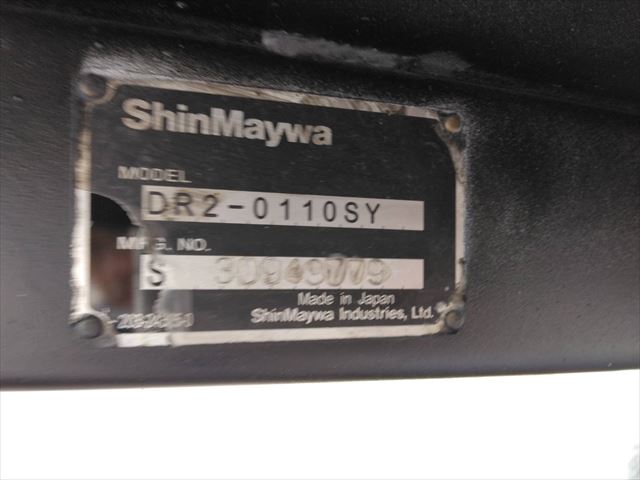 ShinMaywa
MODEL
DR2-0110SY
MFG. NO.
S
Made in Japan
ShinMaywa Industries, Ltd.